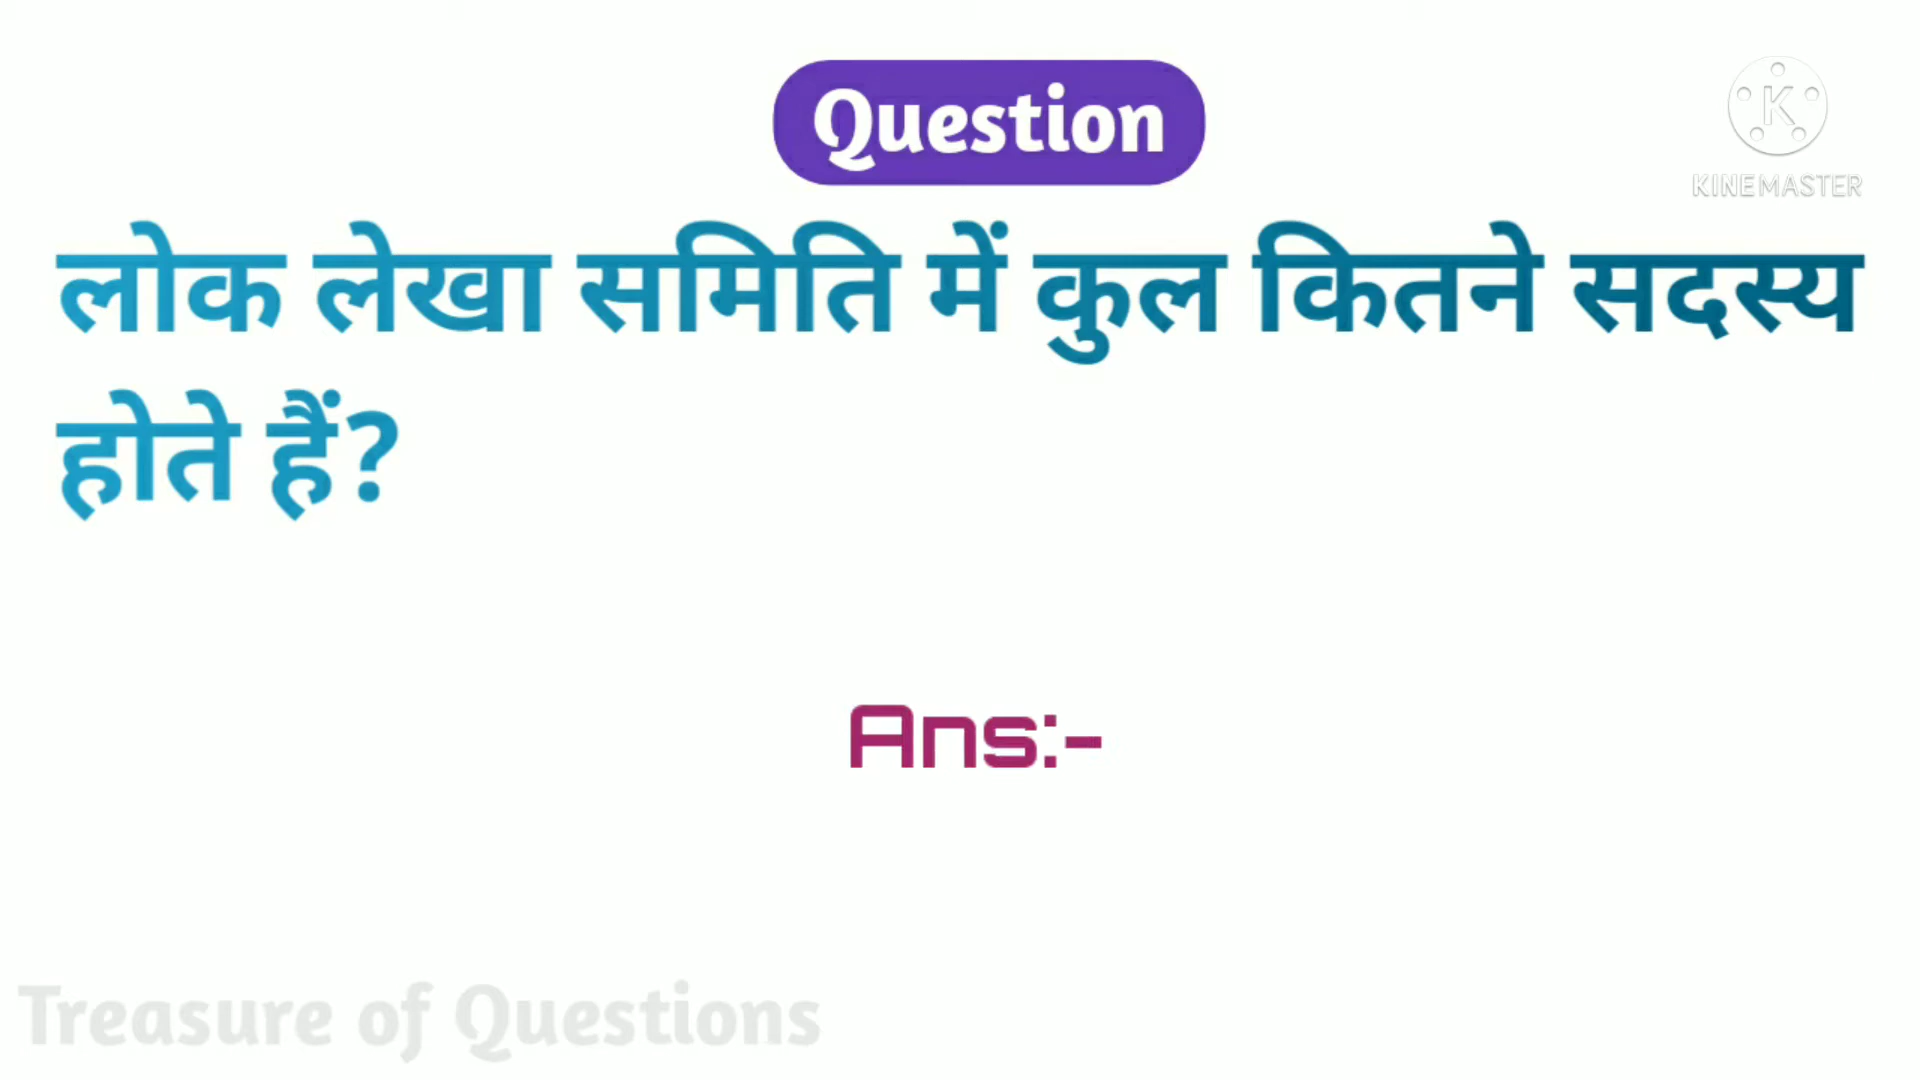 Question
K
KINEMASTER
लोक लेखा समिति में कुल कितने सदस्य
होते हैं?
Ans:-
Treasure of Questions